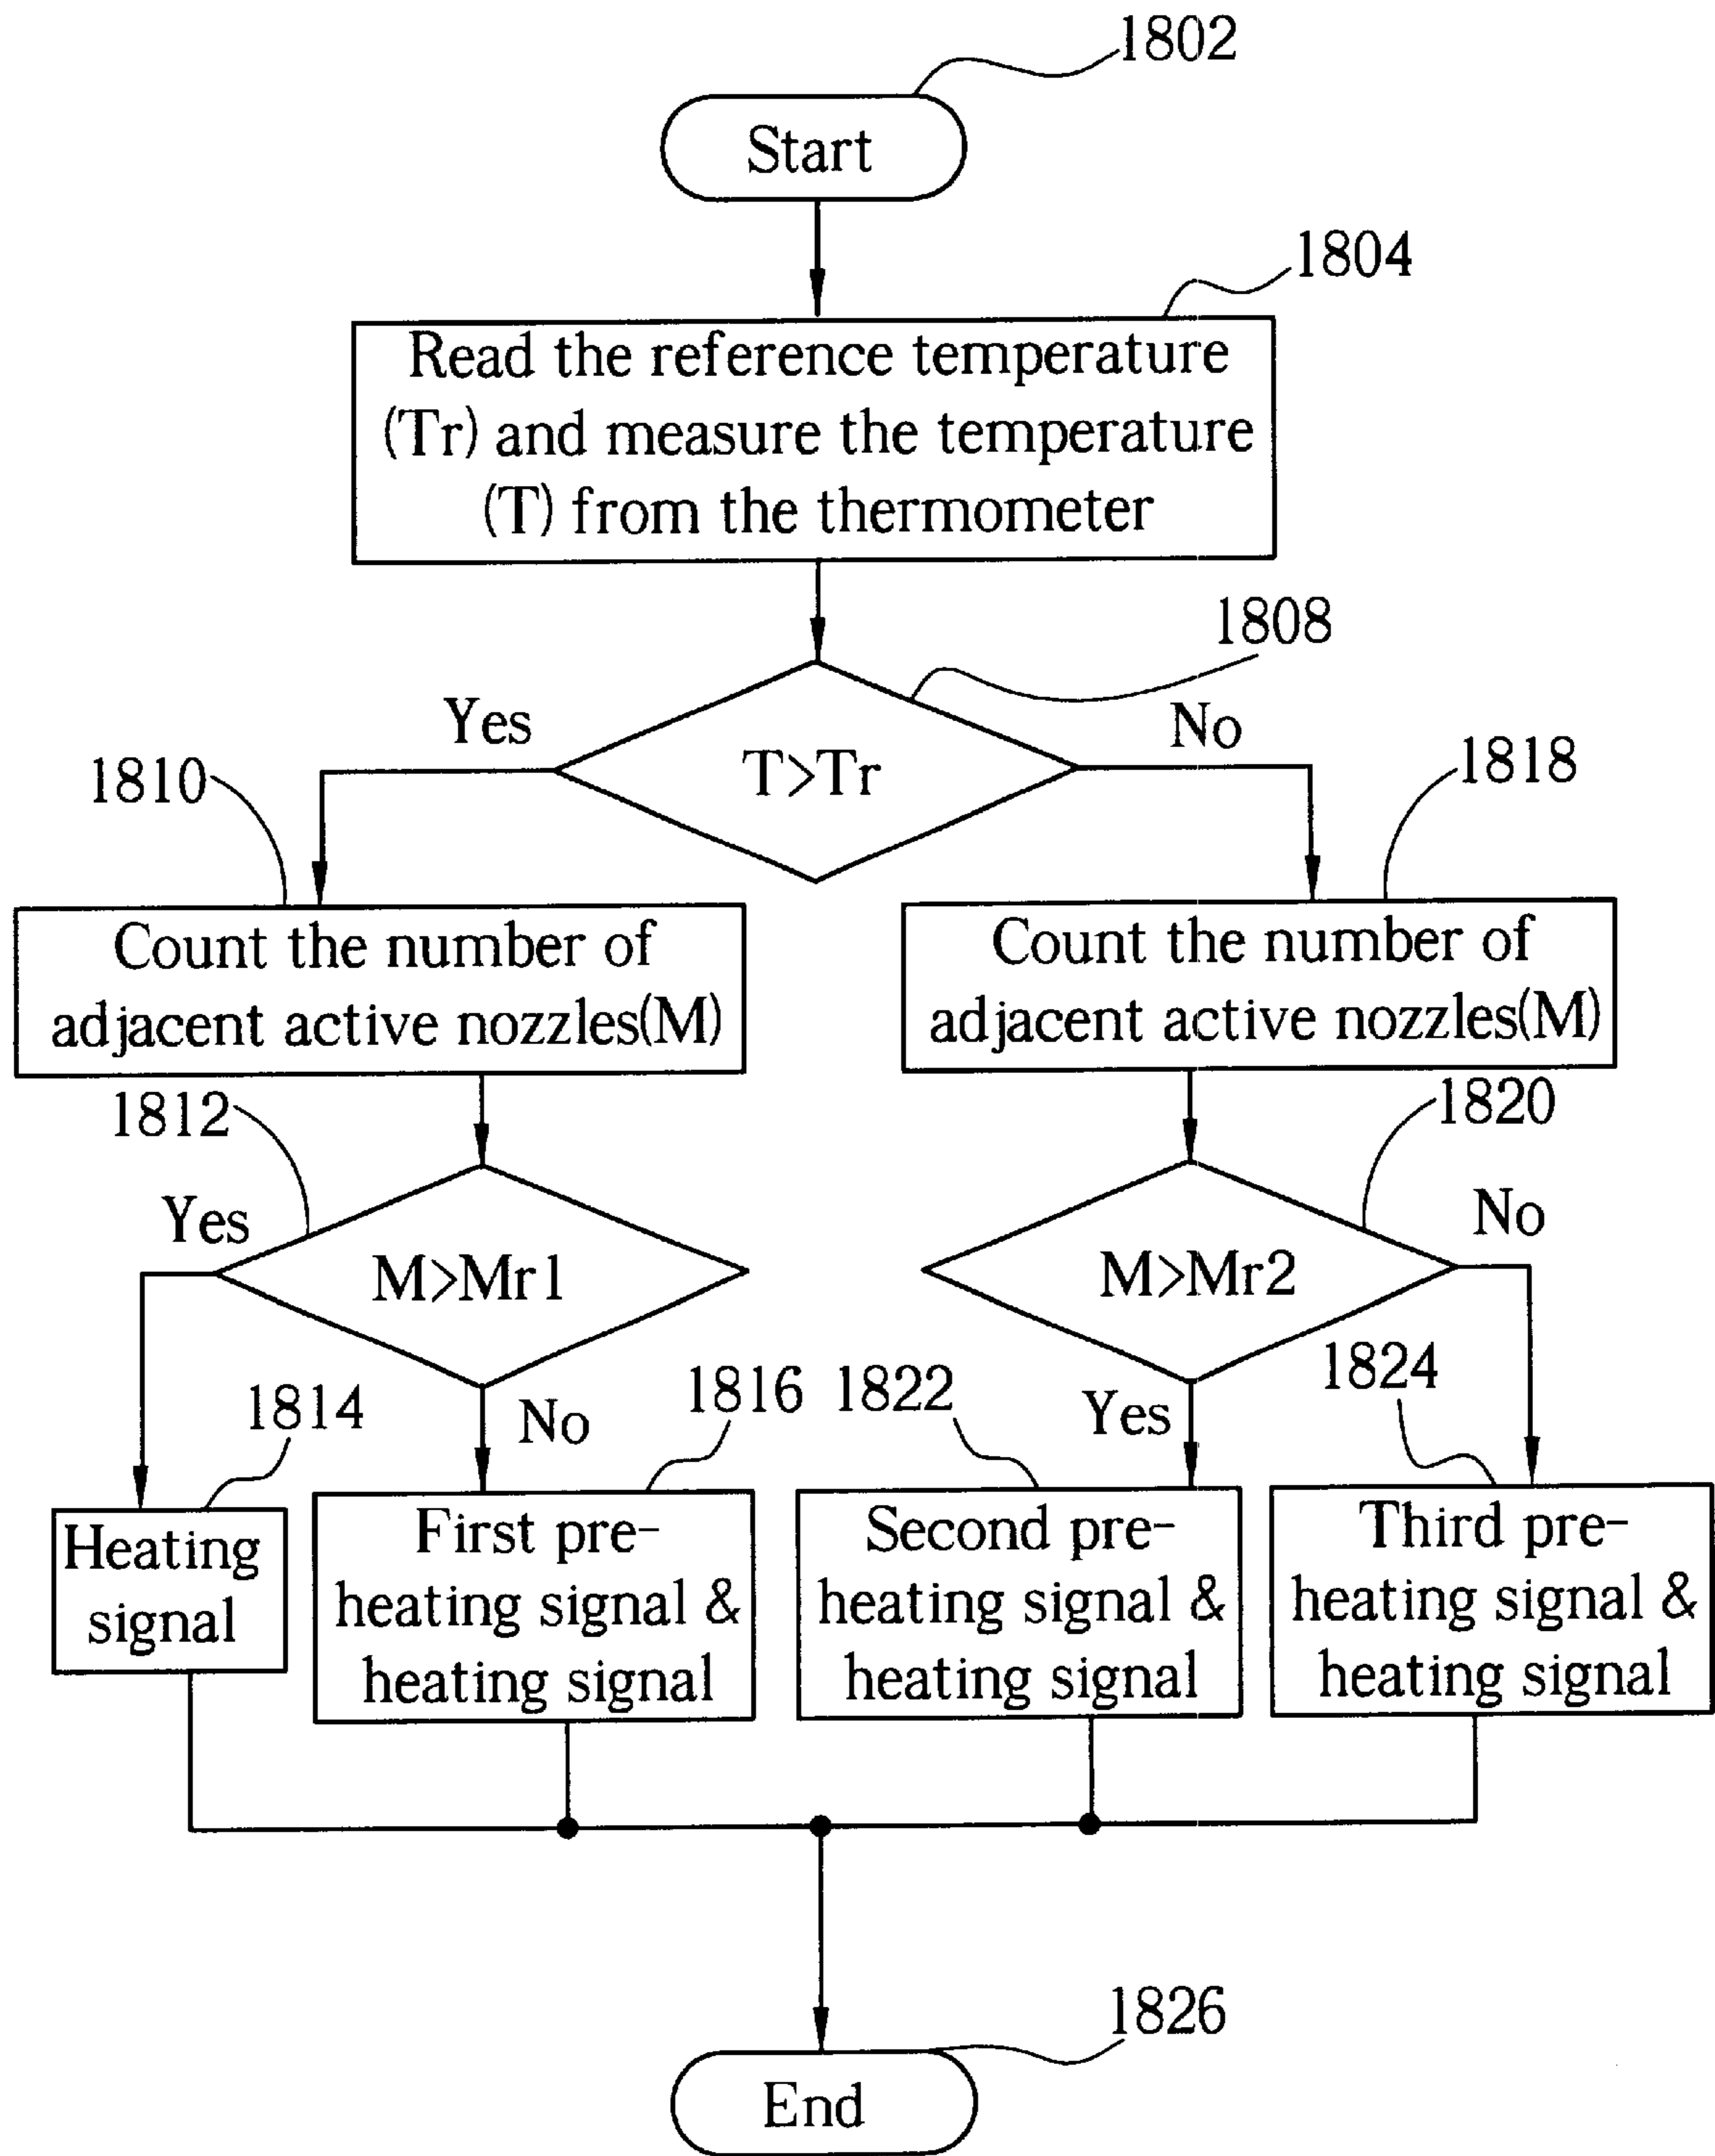 1802
Start
1804
Read the reference temperature
(Tr) and measure the temperature
(T) from the thermometer
1808
Yes
No
T>Tr
1810
1818
Count the number of
adjacent active nozzles(M)
Count the number of
adjacent active nozzles(M)
1812
1820
Yes
No
M>Mr1
M>Mr2
1814
No
1816
1822
Yes
1824
Heating
signal
First pre-
heating signal &
heating signal
Second pre-
heating signal &
heating signal
Third pre-
heating signal &
heating signal
1826
End